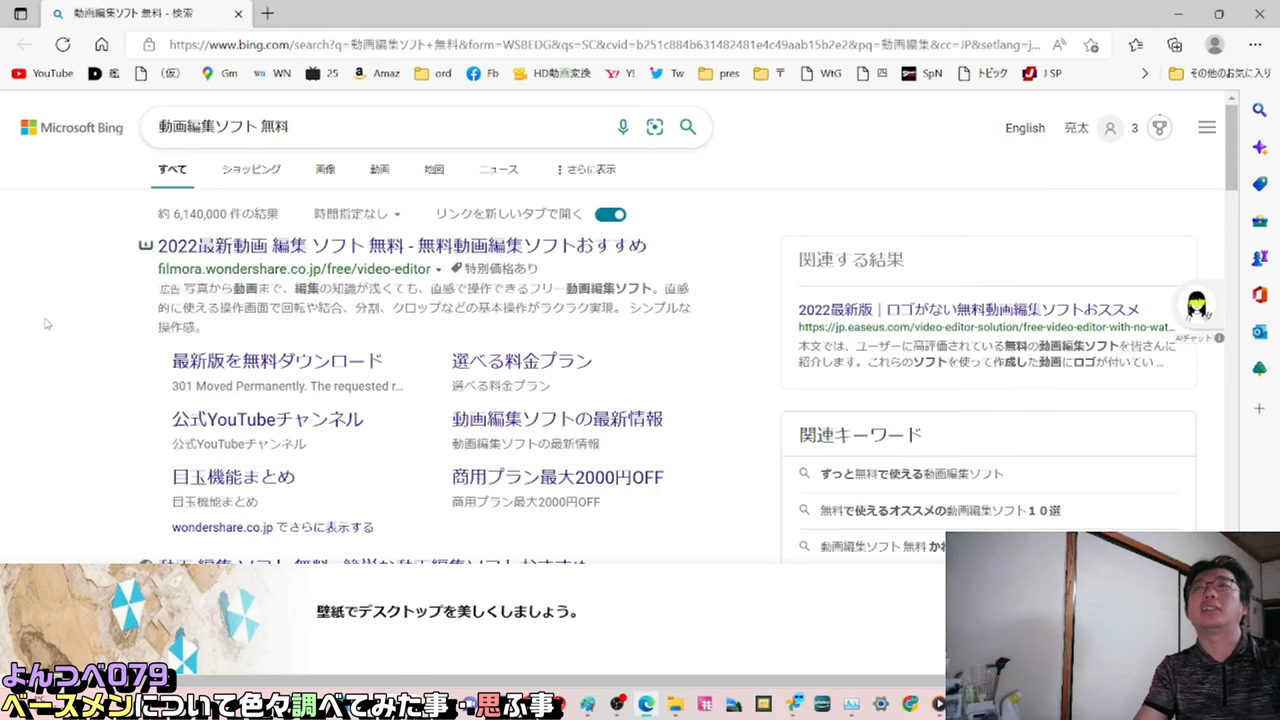 動画編集ソフト 無料 - 検索
https://www.bing.com/search?q=動画編集ソフト+無料&form=WSBEDG&qs=SC&cvid=b251c884b631482481e4c49aab15b2e2&pq=動画編集&cc=JP&setlang=j...
YouTube 艦 (仮) Gm WN 25 Amaz ord Fb HD動画変換 Y! Tw pres 〒 WtG 四 SpN トピック J SP その他のお気に入り
Microsoft Bing
動画編集ソフト 無料
English 亮太 3
すべて ショッピング 画像 動画 地図 ニュース さらに表示
約 6,140,000 件の結果 時間指定なし リンクを新しいタブで開く
2022最新動画 編集 ソフト 無料 - 無料動画編集ソフトおすすめ
filmora.wondershare.co.jp/free/video-editor 特別価格あり
広告 写真から動画まで、編集の知識が浅くても、直感で操作できるフリー動画編集ソフト。直感
的に使える操作画面で回転や結合、分割、クロップなどの基本操作がラクラク実現。 シンプルな
操作感。
最新版を無料ダウンロード
301 Moved Permanently. The requested r...
選べる料金プラン
選べる料金プラン
公式YouTubeチャンネル
公式YouTubeチャンネル
動画編集ソフトの最新情報
動画編集ソフトの最新情報
目玉機能まとめ
目玉機能まとめ
商用プラン最大2000円OFF
商用プラン最大2000円OFF
wondershare.co.jp でさらに表示する
関連する結果
2022最新版｜ロゴがない無料動画編集ソフトおススメ
https://jp.easeus.com/video-editor-solution/free-video-editor-with-no-wat...
本文では、ユーザーに高評価されている無料の動画編集ソフトを皆さんに
紹介します。これらのソフトを使って作成した動画にロゴが付いてい ...
AIチャット
関連キーワード
ずっと無料で使える動画編集ソフト
無料で使えるオススメの動画編集ソフト１０選
動画編集ソフト 無料
壁紙でデスクトップを美しくしましょう。
よんつべ079
ベースメンについて色々調べてみた事・思ふ事